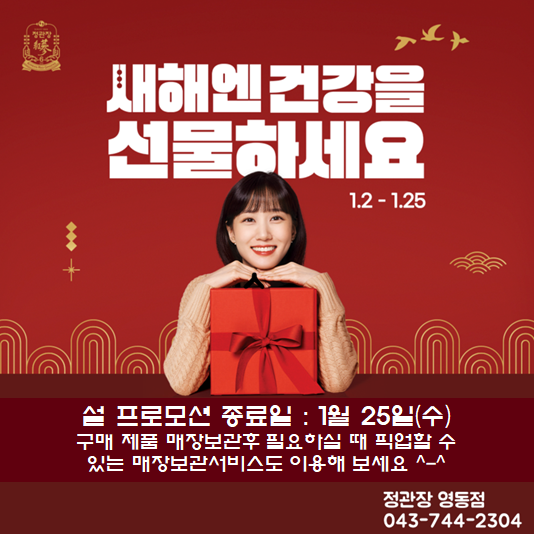 정관장
새해엔 건강을
선물하세요
1.2 - 1.25
설 프로모션 종료일 : 1월 25일(수)
구매 제품 매장보관후 필요하실 때 픽업할 수
있는 매장보관서비스도 이용해 보세요 ^-^
정관장 영동점
043-744-2304